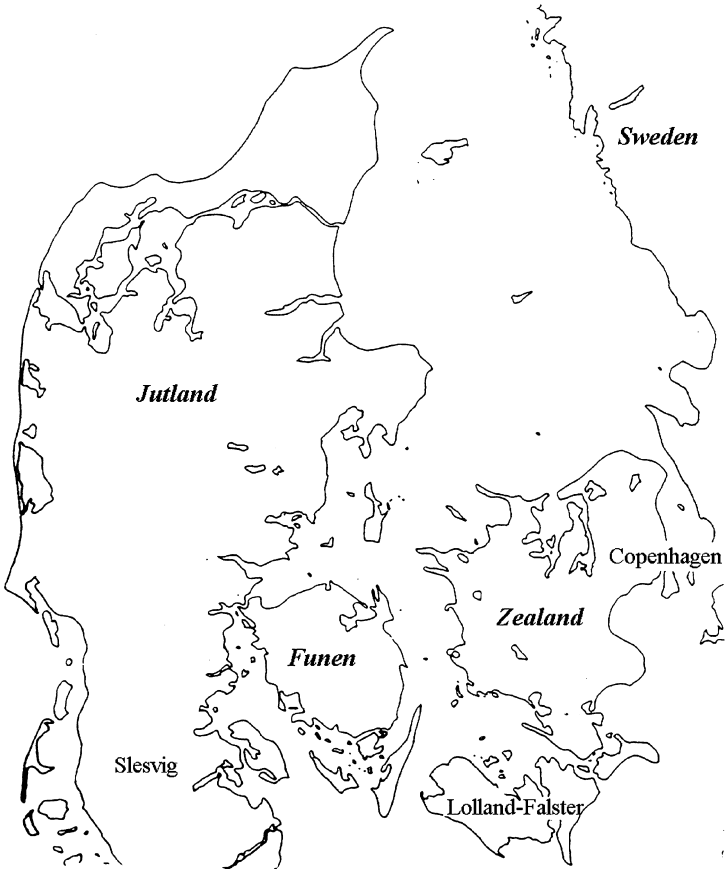 Sweden
Jutland
Copenhagen
Zealand
Funen
Slesvig
Lolland-Falster